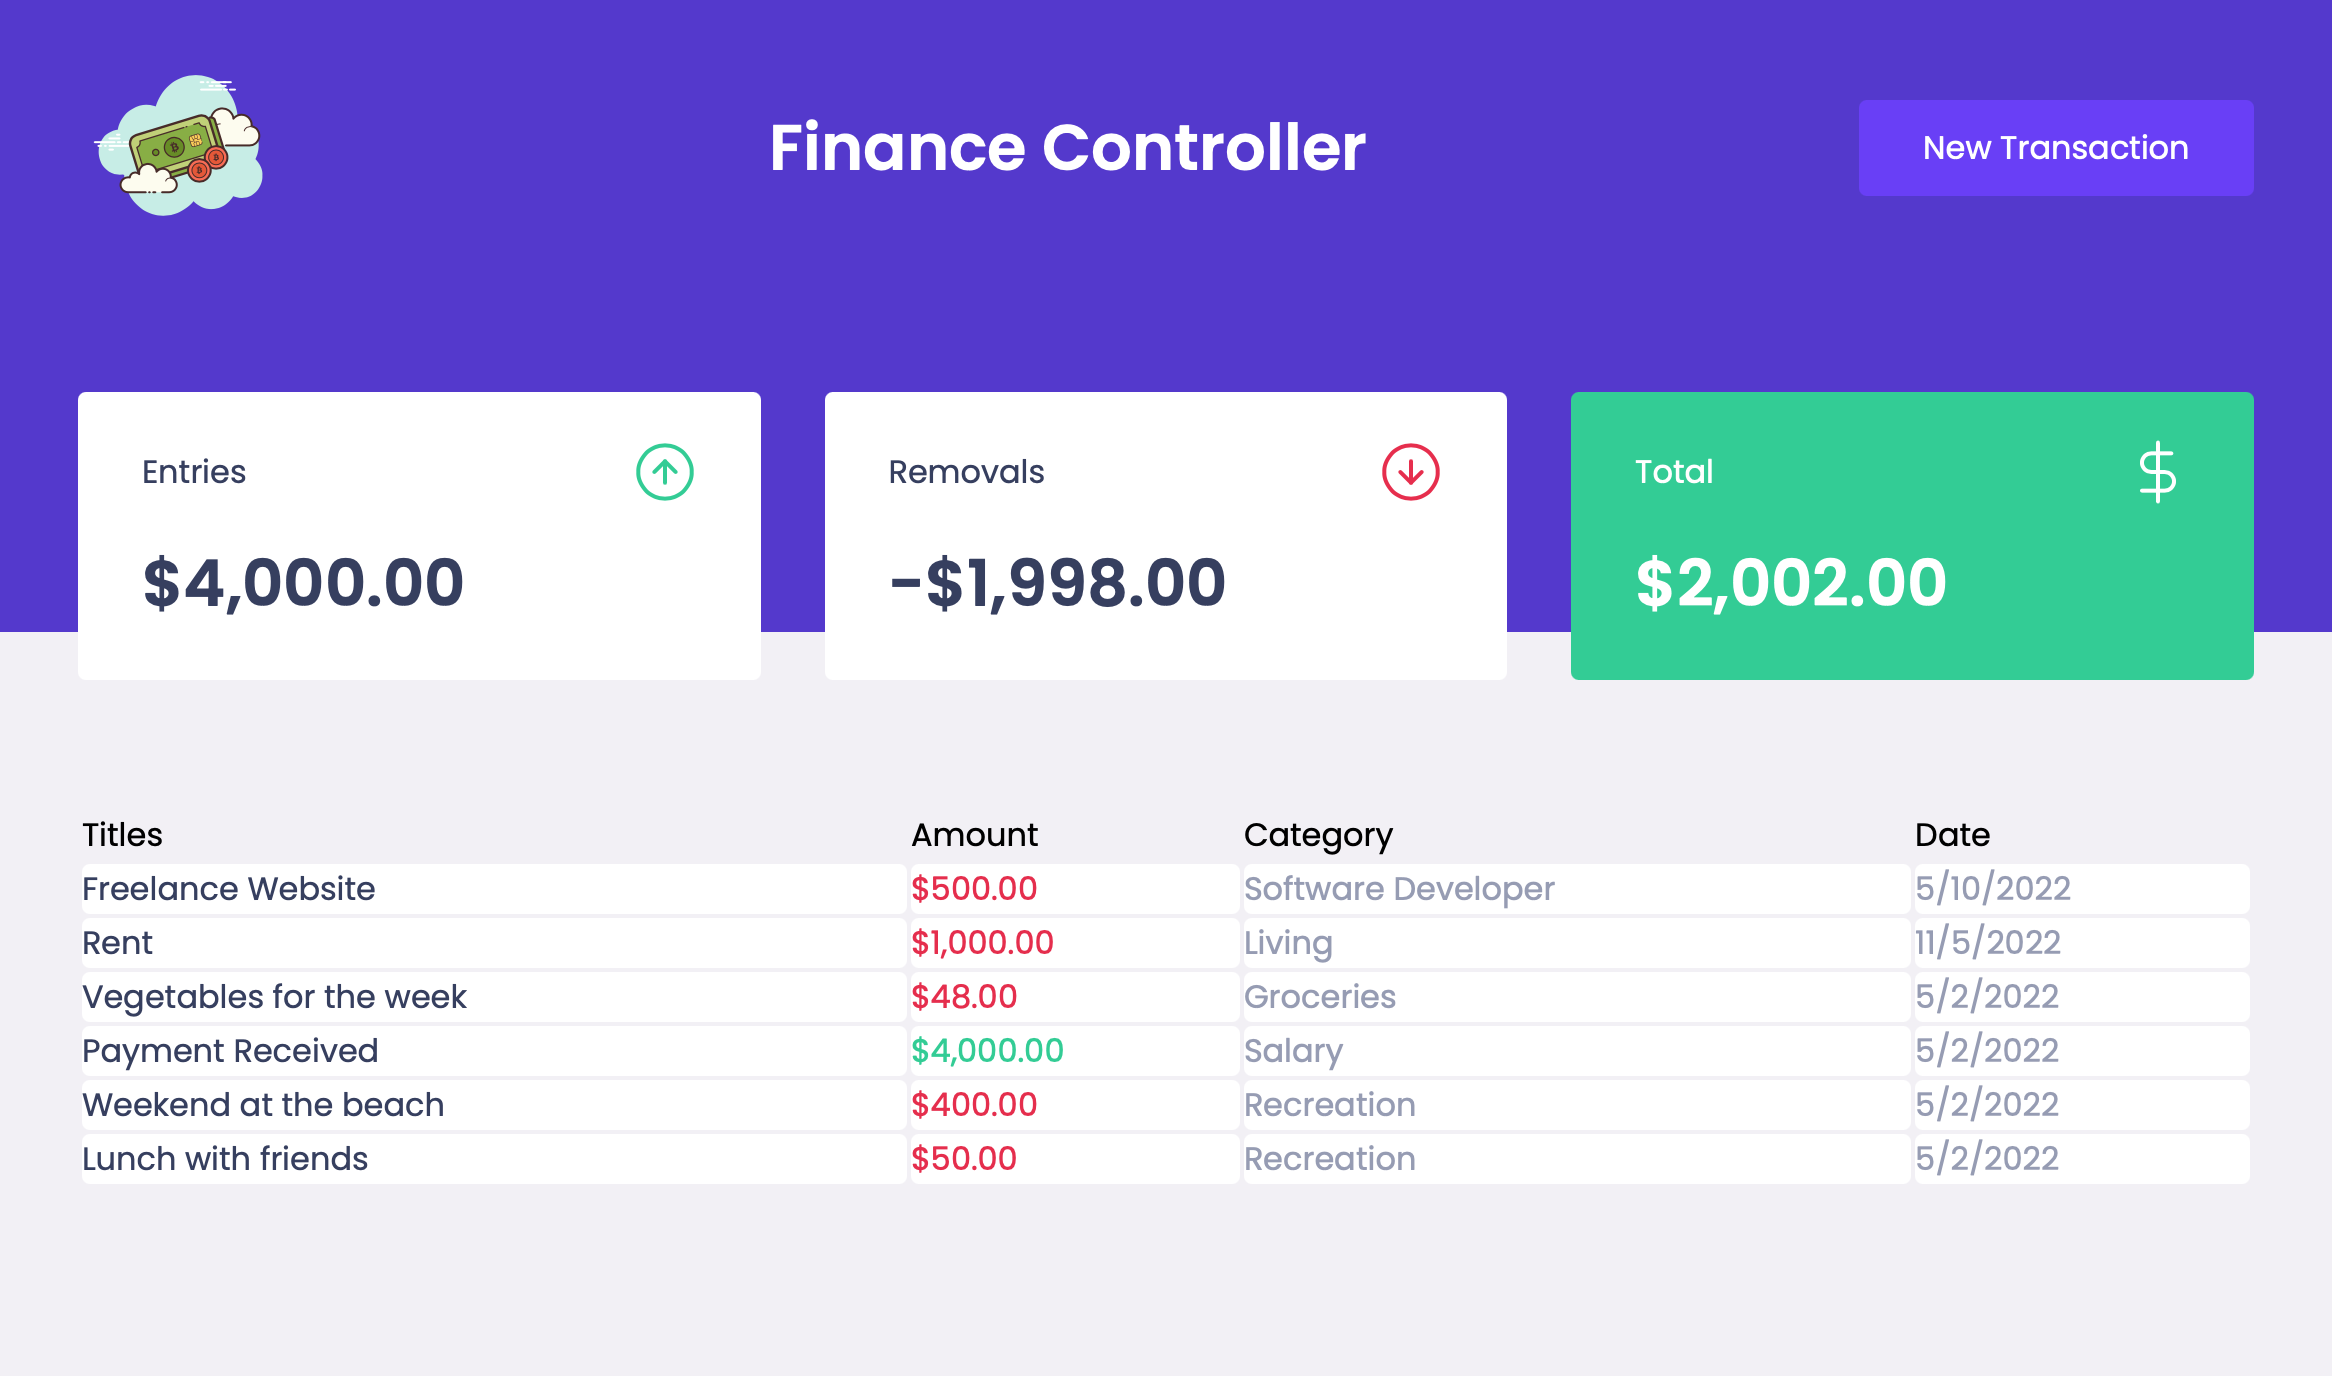 Finance Controller
New Transaction
Entries
$4,000.00
Removals
-$1,998.00
Total
$2,002.00
Titles Amount Category Date
Freelance Website $500.00 Software Developer 5/10/2022
Rent $1,000.00 Living 11/5/2022
Vegetables for the week $48.00 Groceries 5/2/2022
Payment Received $4,000.00 Salary 5/2/2022
Weekend at the beach $400.00 Recreation 5/2/2022
Lunch with friends $50.00 Recreation 5/2/2022